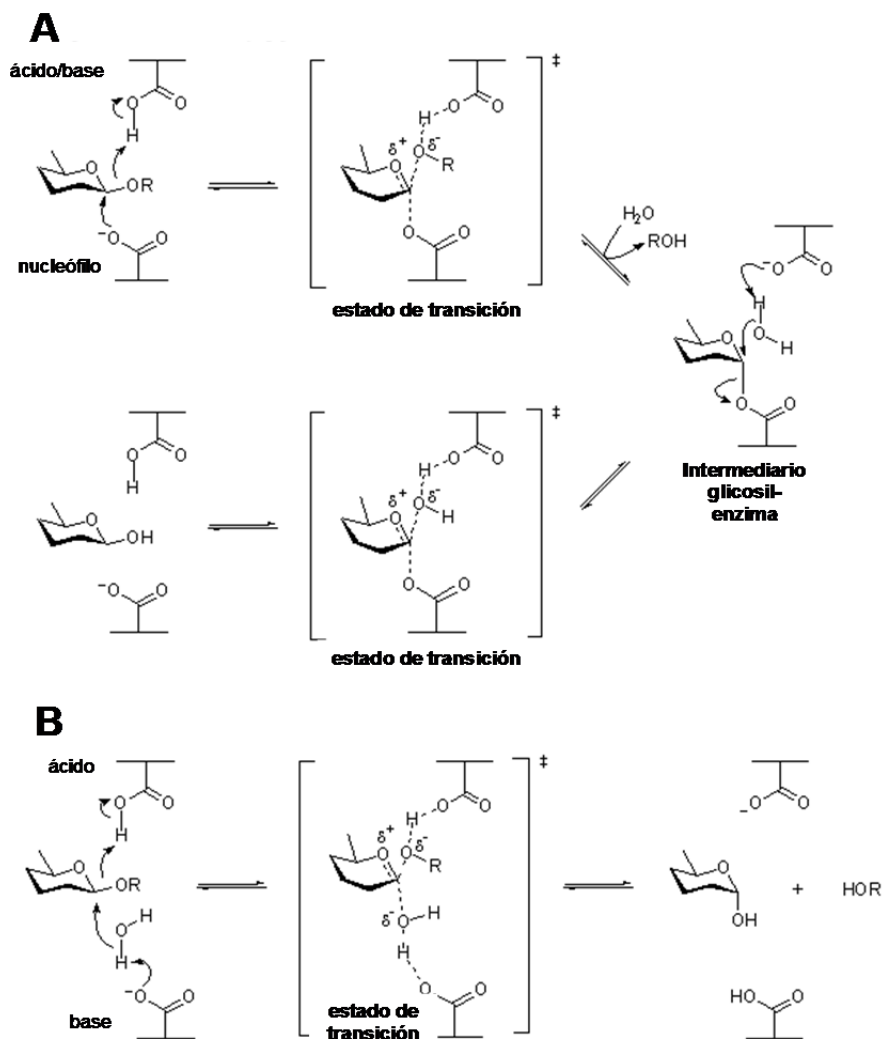 A
ácido/base
O
O
H
O
OR
⁻O
O
nucleófilo
‡
O
O
H
δ⁺
δ⁻
O
O
R
O
O
estado de transición
H₂O
ROH
⁻O
O
H
O
H
O
O
O
Intermediario
glicosil-
enzima
O
O
H
O
OH
⁻O
O
‡
O
O
H
δ⁺
δ⁻
O
O
H
O
O
estado de transición
B
ácido
O
O
H
O
OR
H
O
H
⁻O
O
base
‡
O
O
H
δ⁺
δ⁻
O
O
R
δ⁻
O
H
H
O
O
estado de
transición
⁻O
O
O
OH
+
HOR
HO
O